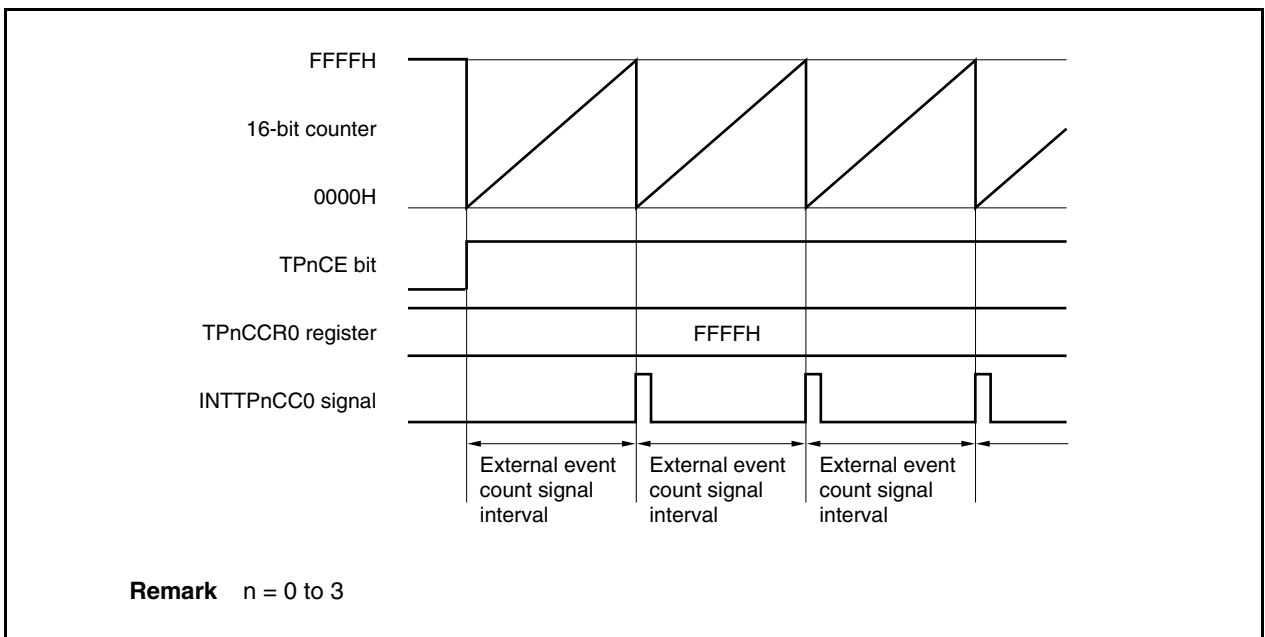 FFFFH
16-bit counter
0000H
TPnCE bit
TPnCCR0 register
FFFFH
INTTPnCC0 signal
External event
count signal
interval
External event
count signal
interval
External event
count signal
interval
Remark n = 0 to 3